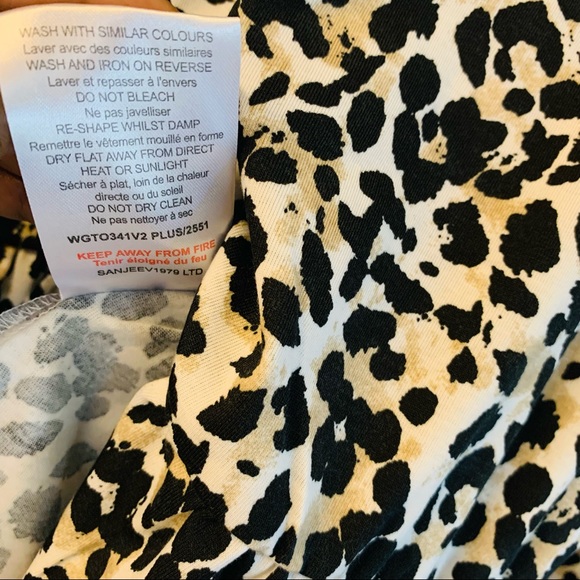 WASH WITH SIMILAR COLOURS
Laver avec des couleurs similaires
WASH AND IRON ON REVERSE
Laver et repasser à l'envers
DO NOT BLEACH
Ne pas javelliser
RE-SHAPE WHILST DAMP
Remettre le vêtement mouillé en forme
DRY FLAT AWAY FROM DIRECT
HEAT OR SUNLIGHT
Sécher à plat, loin de la chaleur
directe ou du soleil
DO NOT DRY CLEAN
Ne pas nettoyer à sec
WGTO341V2 PLUS/2551
KEEP AWAY FROM FIRE
Tenir éloigné du feu
SANJEEV1979 LTD